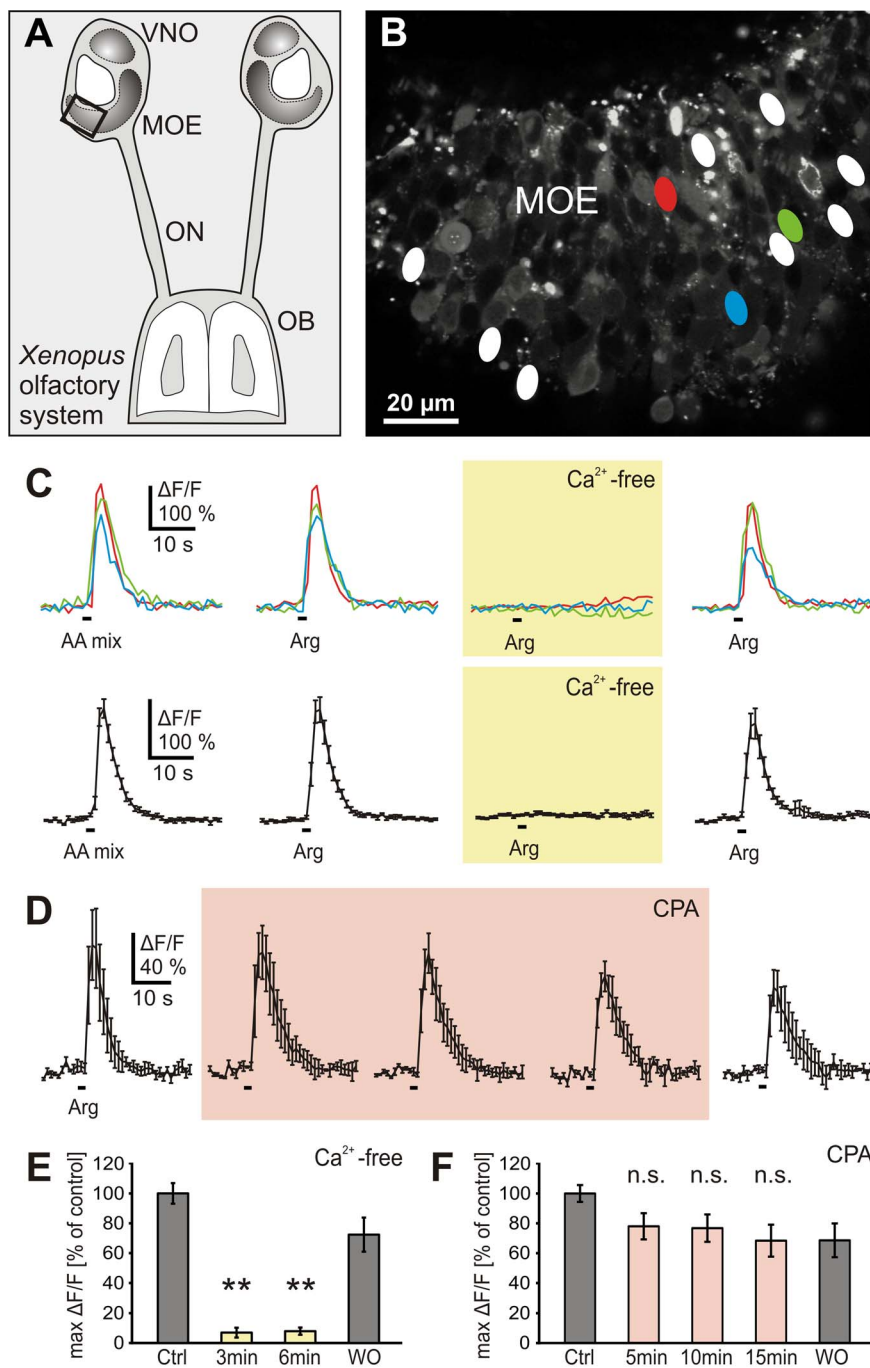 A
VNO
MOE
ON
OB
Xenopus
olfactory
system
B
MOE
20 µm
C
ΔF/F
100 %
10 s
AA mix
Arg
Ca²⁺-free
Arg
Arg
ΔF/F
100 %
10 s
AA mix
Arg
Ca²⁺-free
Arg
Arg
D
ΔF/F
40 %
10 s
Arg
CPA
E
Ca²⁺-free
max ΔF/F [% of control]
120
100
80
60
40
20
0
**
**
Ctrl
3min
6min
WO
F
CPA
max ΔF/F [% of control]
120
100
80
60
40
20
0
n.s.
n.s.
n.s.
Ctrl
5min
10min
15min
WO